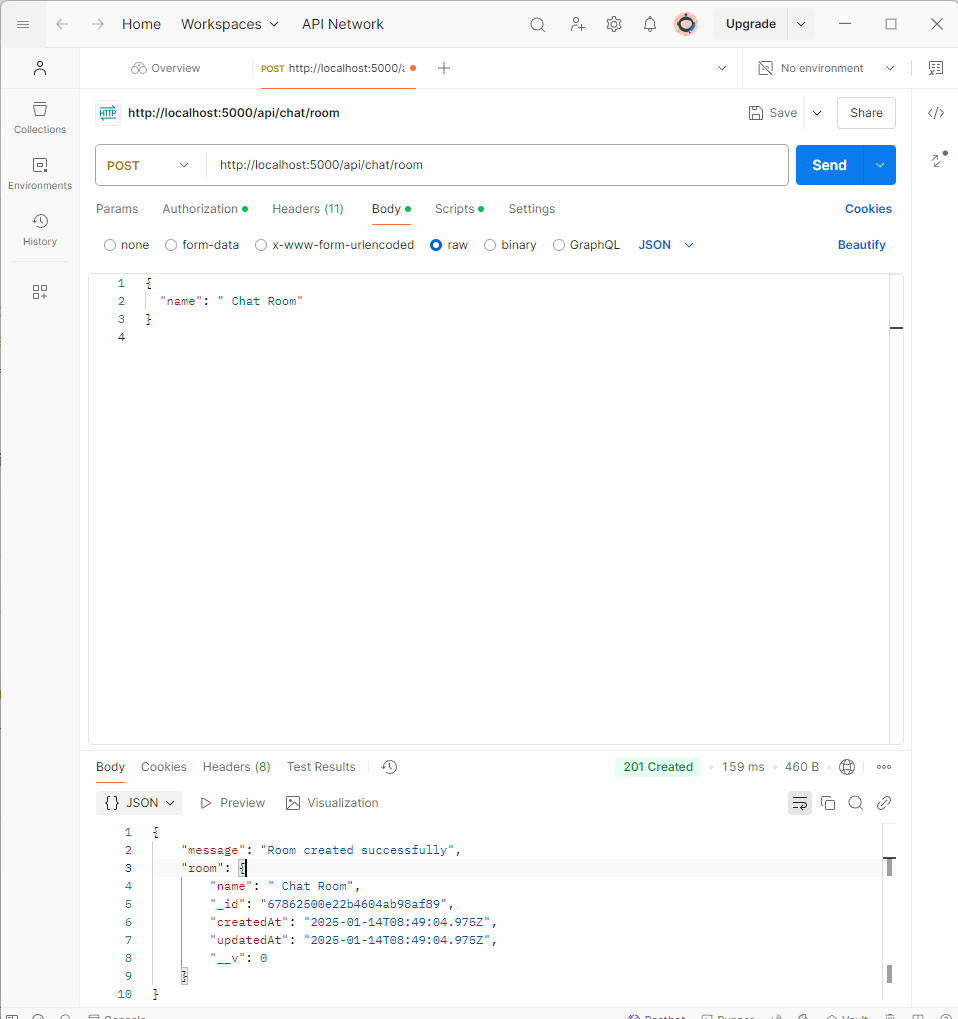 Home Workspaces API Network Upgrade
Overview POST http://localhost:5000/a No environment
HTTP http://localhost:5000/api/chat/room Save Share
Collections
Environments
History
POST http://localhost:5000/api/chat/room Send
Params Authorization Headers (11) Body Scripts Settings Cookies
none form-data x-www-form-urlencoded raw binary GraphQL JSON Beautify
1 {
2 "name": " Chat Room"
3 }
4
Body Cookies Headers (8) Test Results 201 Created 159 ms 460 B
{} JSON Preview Visualization
1 {
2 "message": "Room created successfully",
3 "room": {
4 "name": " Chat Room",
5 "_id": "67862500e22b4604ab98af89",
6 "createdAt": "2025-01-14T08:49:04.975Z",
7 "updatedAt": "2025-01-14T08:49:04.975Z",
8 "__v": 0
9 }
10 }
Console Postbot Runner Vault